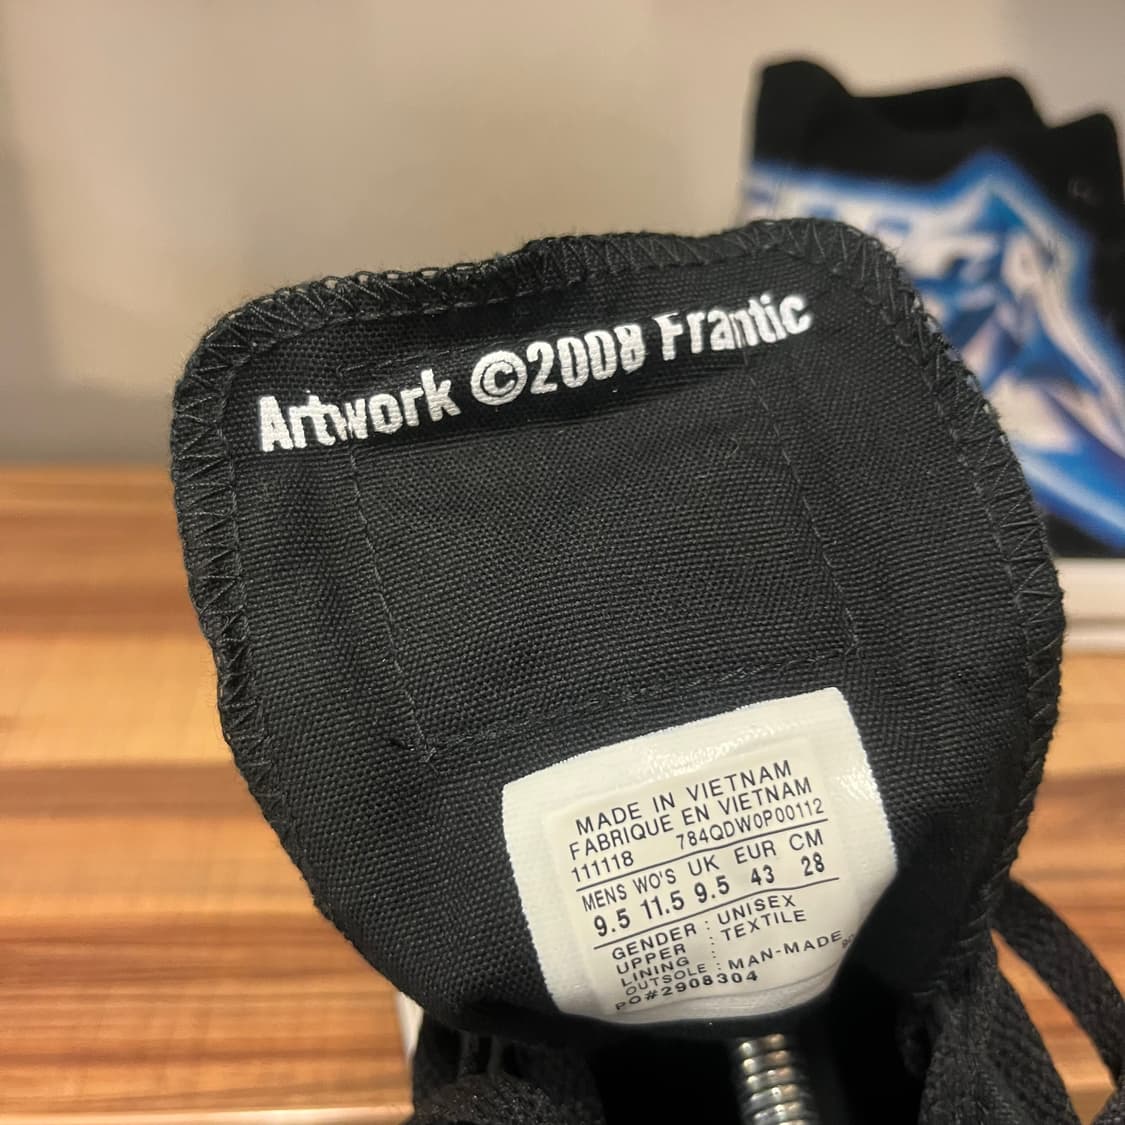 Artwork ©2008 Frantic
MADE IN VIETNAM
FABRIQUE EN VIETNAM
111118 784QDW0P00112
MENS WO'S UK EUR CM
9.5 11.5 9.5 43 28
GENDER : UNISEX
UPPER : TEXTILE
LINING :
OUTSOLE : MAN-MADE
PO#2908304